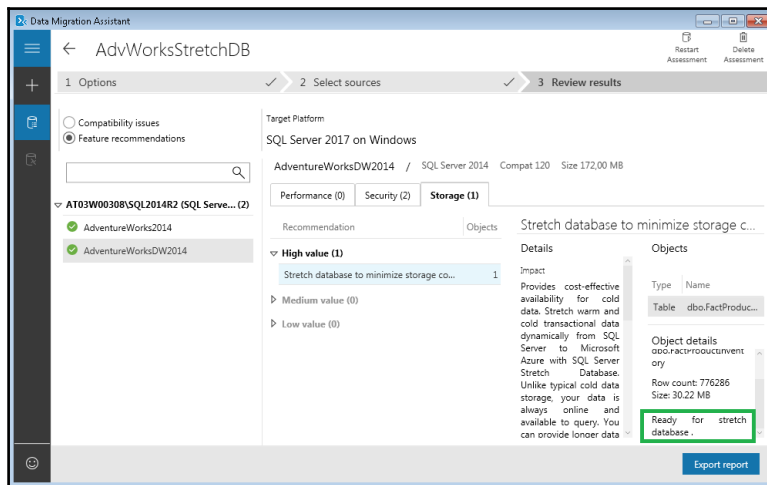 Data Migration Assistant
AdvWorksStretchDB
Restart
Assessment
Delete
Assessment
1 Options
2 Select sources
3 Review results
Compatibility issues
Feature recommendations
AT03W00308\SQL2014R2 (SQL Serve... (2)
AdventureWorks2014
AdventureWorksDW2014
Target Platform
SQL Server 2017 on Windows
AdventureWorksDW2014 / SQL Server 2014 Compat 120 Size 172,00 MB
Performance (0) Security (2) Storage (1)
Recommendation Objects
High value (1)
Stretch database to minimize storage co... 1
Medium value (0)
Low value (0)
Stretch database to minimize storage c...
Details
Impact
Provides cost-effective
availability for cold
data. Stretch warm and
cold transactional data
dynamically from SQL
Server to Microsoft
Azure with SQL Server
Stretch Database.
Unlike typical cold data
storage, your data is
always online and
available to query. You
can provide longer data
Objects
Type Name
Table dbo.FactProduc...
Object details
dbo.FactProductInvent
ory
Row count: 776286
Size: 30.22 MB
Ready for stretch
database .
Export report